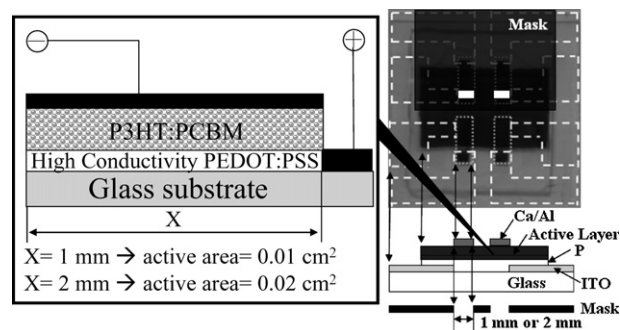 P3HT:PCBM
High Conductivity PEDOT:PSS
Glass substrate
X
X= 1 mm → active area= 0.01 cm²
X= 2 mm → active area= 0.02 cm²
Mask
Ca/Al
Active Layer
P
ITO
Glass
Mask
1 mm or 2 mm